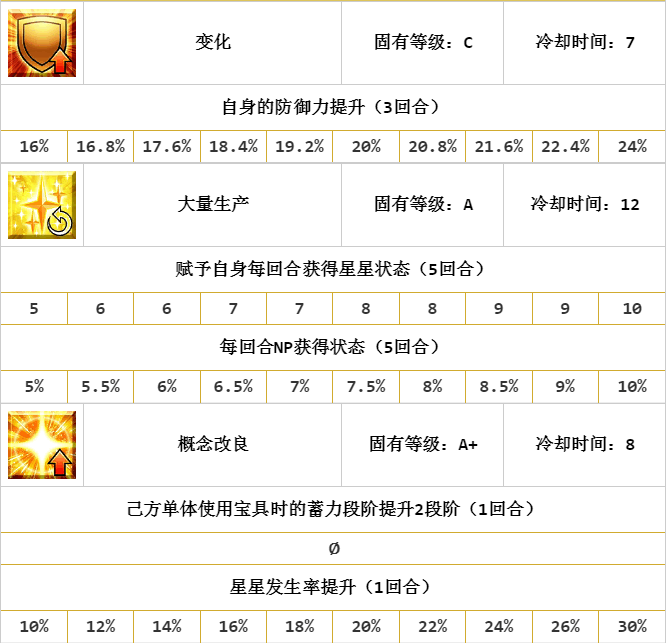 变化 固有等级：C 冷却时间：7
自身的防御力提升（3回合）
16% 16.8% 17.6% 18.4% 19.2% 20% 20.8% 21.6% 22.4% 24%
大量生产 固有等级：A 冷却时间：12
赋予自身每回合获得星星状态（5回合）
5 6 6 7 7 8 8 9 9 10
每回合NP获得状态（5回合）
5% 5.5% 6% 6.5% 7% 7.5% 8% 8.5% 9% 10%
概念改良 固有等级：A+ 冷却时间：8
己方单体使用宝具时的蓄力段阶提升2段阶（1回合）
Ø
星星发生率提升（1回合）
10% 12% 14% 16% 18% 20% 22% 24% 26% 30%